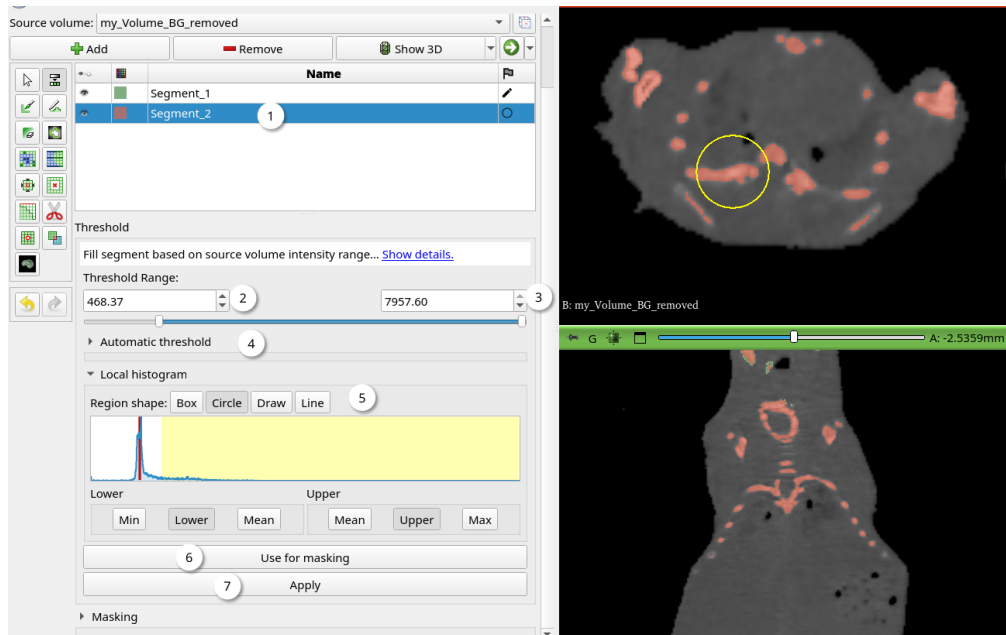 Source volume: my_Volume_BG_removed
Add Remove Show 3D
Name
Segment_1
Segment_2 1
Threshold
Fill segment based on source volume intensity range... Show details.
Threshold Range:
468.37 2 7957.60 3
Automatic threshold 4
Local histogram
Region shape: Box Circle Draw Line 5
Lower Upper
Min Lower Mean Mean Upper Max
6 Use for masking
7 Apply
Masking
B: my_Volume_BG_removed
G A: -2.5359mm